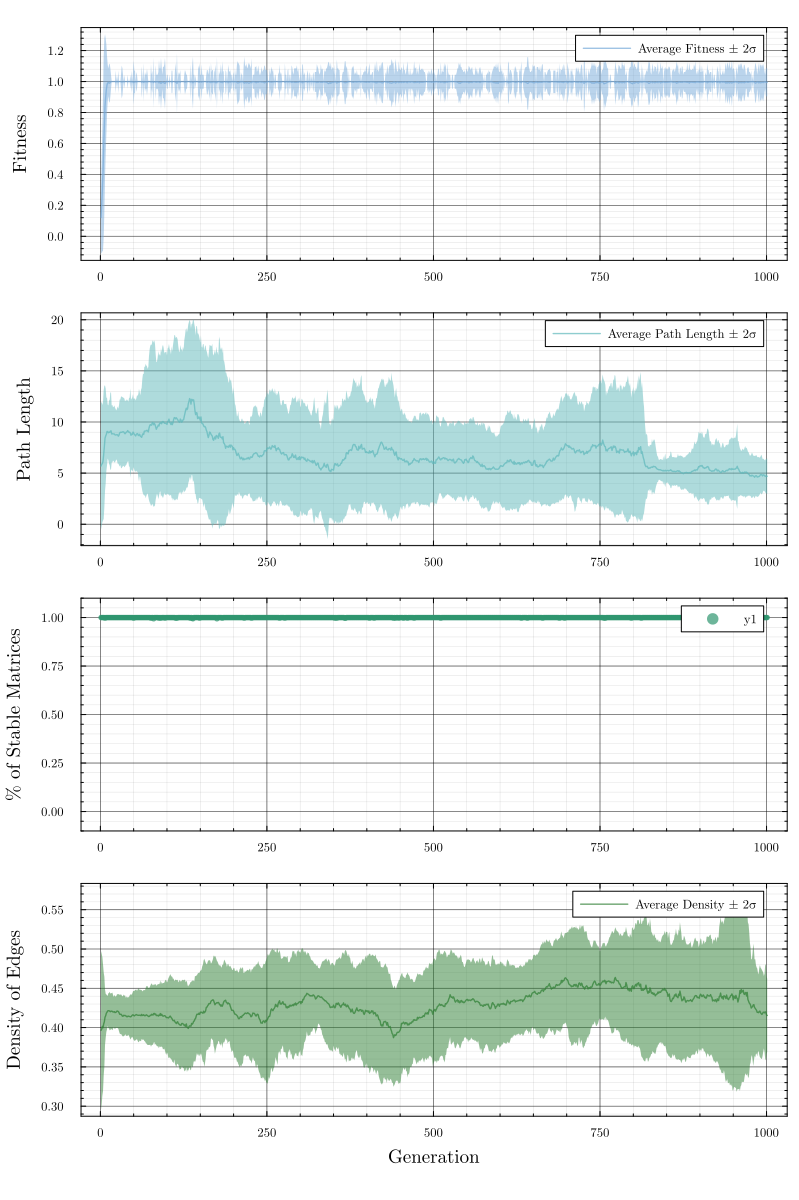 Fitness
1.2
1.0
0.8
0.6
0.4
0.2
0.0
Average Fitness ± 2σ
0 250 500 750 1000
Path Length
20
15
10
5
0
Average Path Length ± 2σ
0 250 500 750 1000
% of Stable Matrices
1.00
0.75
0.50
0.25
0.00
y1
0 250 500 750 1000
Density of Edges
0.55
0.50
0.45
0.40
0.35
0.30
Average Density ± 2σ
0 250 500 750 1000
Generation